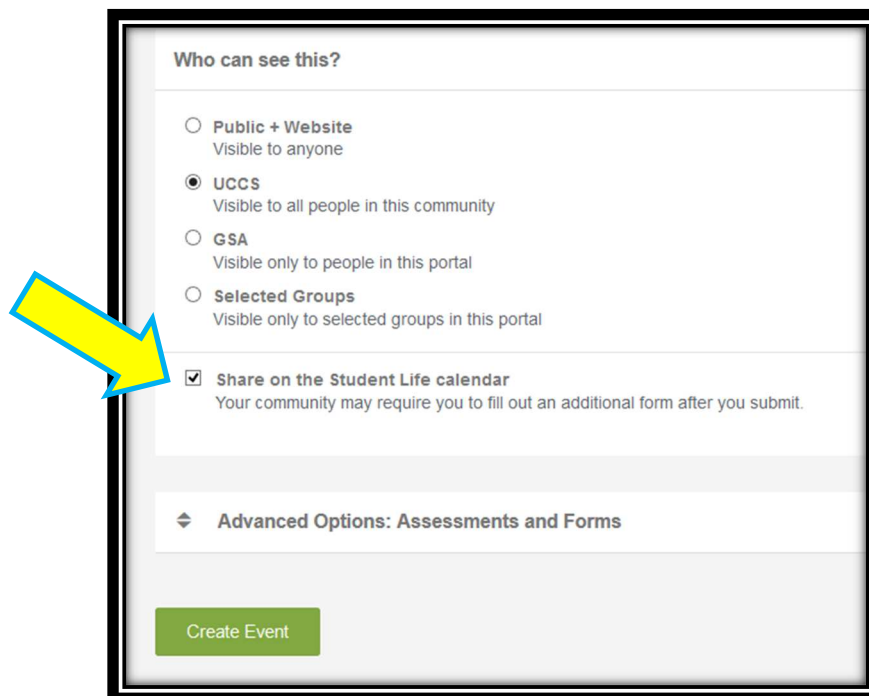 Who can see this?
Public + Website
Visible to anyone
UCCS
Visible to all people in this community
GSA
Visible only to people in this portal
Selected Groups
Visible only to selected groups in this portal
Share on the Student Life calendar
Your community may require you to fill out an additional form after you submit.
Advanced Options: Assessments and Forms
Create Event